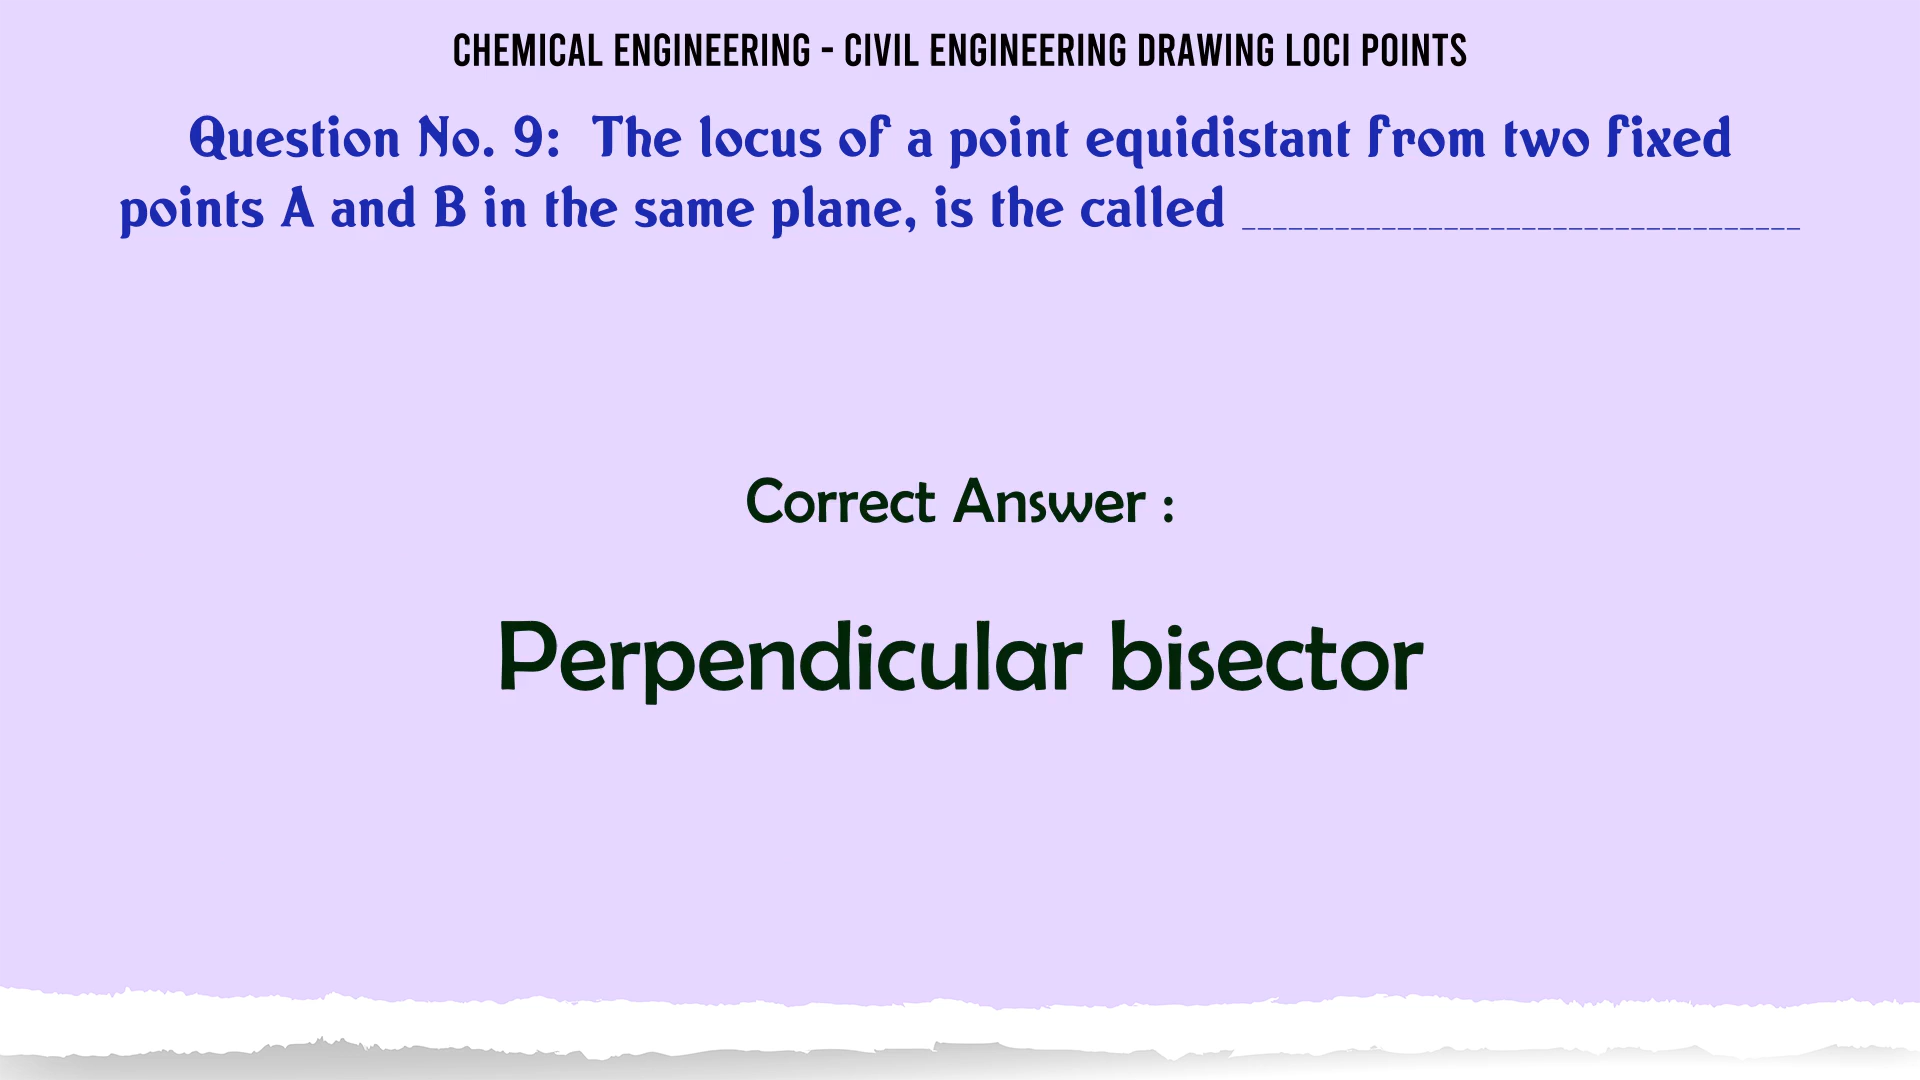 CHEMICAL ENGINEERING - CIVIL ENGINEERING DRAWING LOCI POINTS
Question No. 9: The locus of a point equidistant from two fixed
points A and B in the same plane, is the called ____________________________________
Correct Answer :
Perpendicular bisector